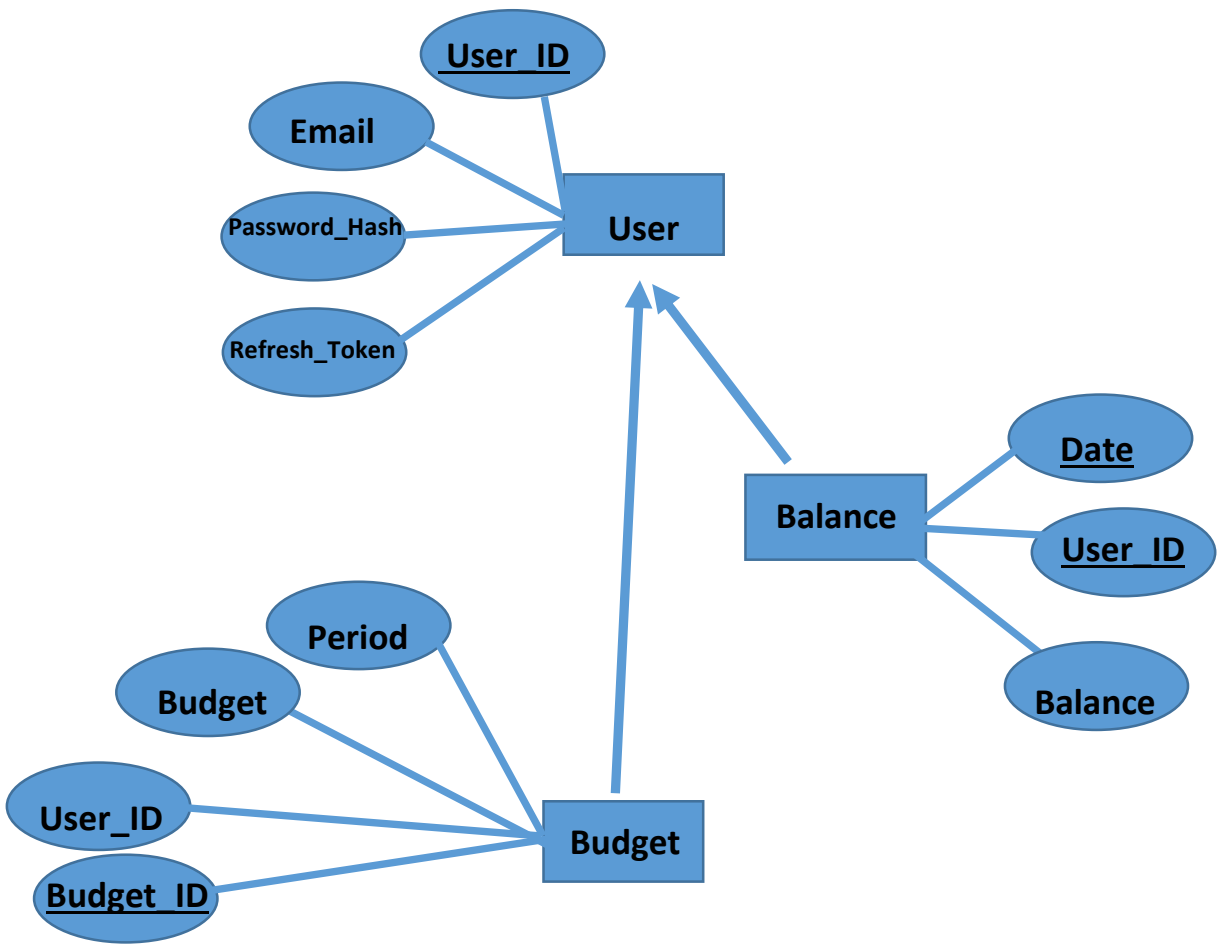 User_ID
Email
Password_Hash
User
Refresh_Token
Date
Balance
User_ID
Period
Budget
Balance
User_ID
Budget
Budget_ID